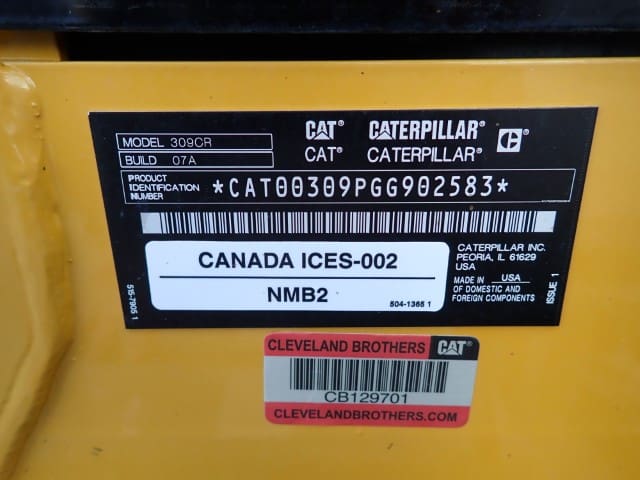 CAT® CATERPILLAR®
CAT® CATERPILLAR®
C
MODEL 309CR
BUILD 07A
PRODUCT
IDENTIFICATION
NUMBER
*CAT00309PGG902583*
CANADA ICES-002
NMB2
504-1365 1
CATERPILLAR INC.
PEORIA, IL 61629
USA
MADE IN USA
OF DOMESTIC AND
FOREIGN COMPONENTS
ISSUE 1
515-7905 1
CLEVELAND BROTHERS CAT®
CB129701
CLEVELANDBROTHERS.COM